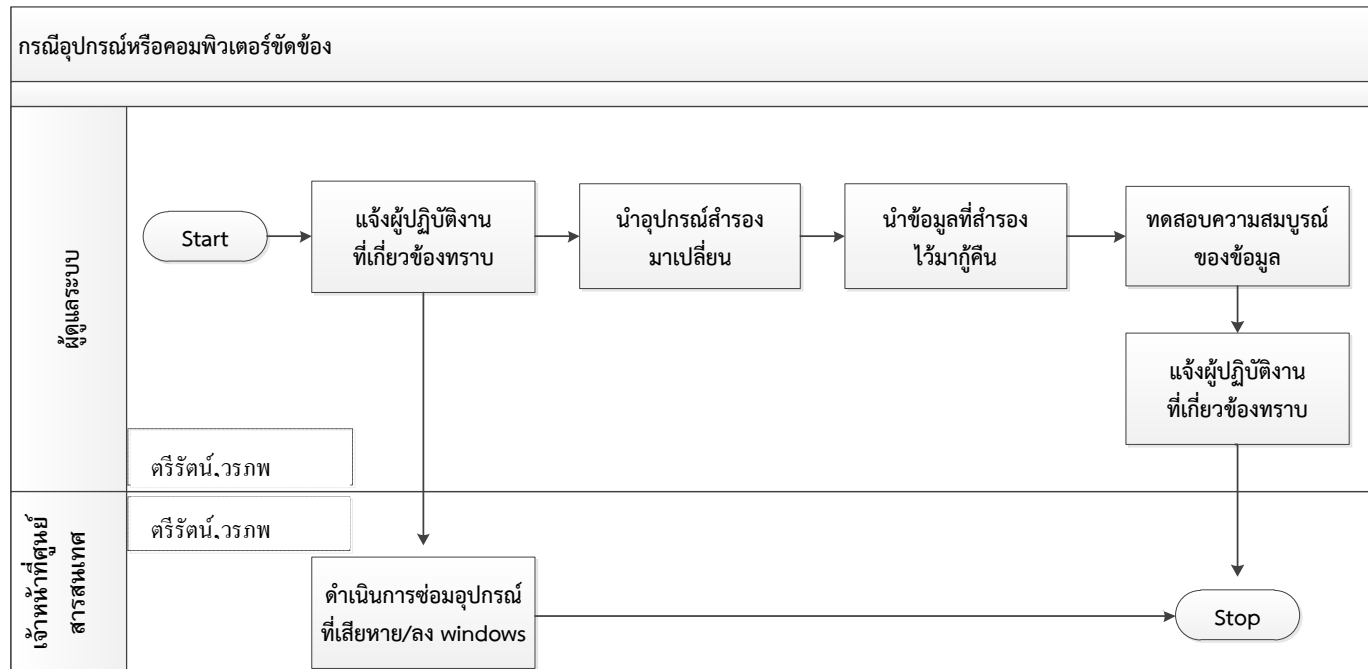 กรณีอุปกรณ์หรือคอมพิวเตอร์ขัดข้อง
ผู้ดูแลระบบ
Start
แจ้งผู้ปฏิบัติงาน
ที่เกี่ยวข้องทราบ
นำอุปกรณ์สำรอง
มาเปลี่ยน
นำข้อมูลที่สำรอง
ไว้มากู้คืน
ทดสอบความสมบูรณ์
ของข้อมูล
แจ้งผู้ปฏิบัติงาน
ที่เกี่ยวข้องทราบ
ตรีรัตน์.วรภพ
เจ้าหน้าที่ศูนย์
สารสนเทศ
ตรีรัตน์.วรภพ
ดำเนินการซ่อมอุปกรณ์
ที่เสียหาย/ลง windows
Stop